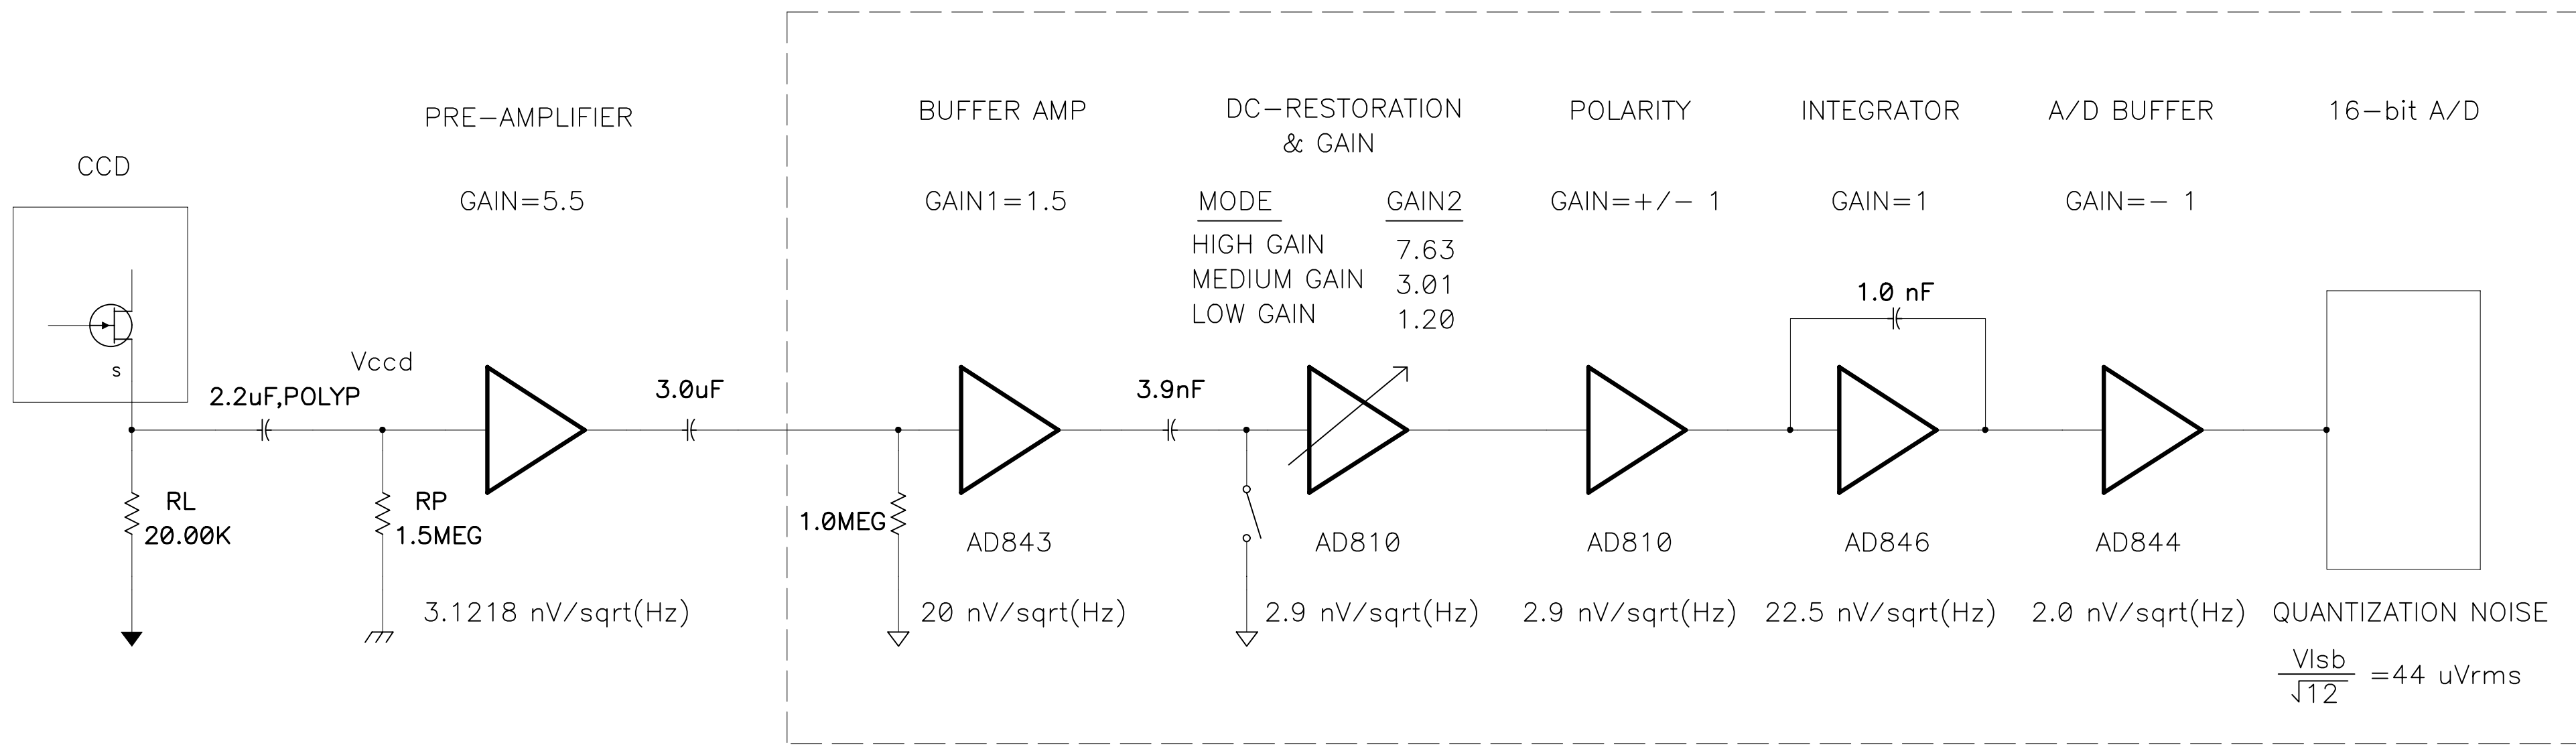 CCD
s
RL
20.00K
2.2uF,POLYP
Vccd
RP
1.5MEG
PRE-AMPLIFIER
GAIN=5.5
3.1218 nV/sqrt(Hz)
3.0uF
1.0MEG
BUFFER AMP
GAIN1=1.5
AD843
20 nV/sqrt(Hz)
3.9nF
DC-RESTORATION
& GAIN
MODE GAIN2
HIGH GAIN 7.63
MEDIUM GAIN 3.01
LOW GAIN 1.20
AD810
2.9 nV/sqrt(Hz)
POLARITY
GAIN=+/- 1
AD810
2.9 nV/sqrt(Hz)
INTEGRATOR
GAIN=1
1.0 nF
AD846
22.5 nV/sqrt(Hz)
A/D BUFFER
GAIN=- 1
AD844
2.0 nV/sqrt(Hz)
16-bit A/D
QUANTIZATION NOISE
Vlsb
√12
=44 uVrms